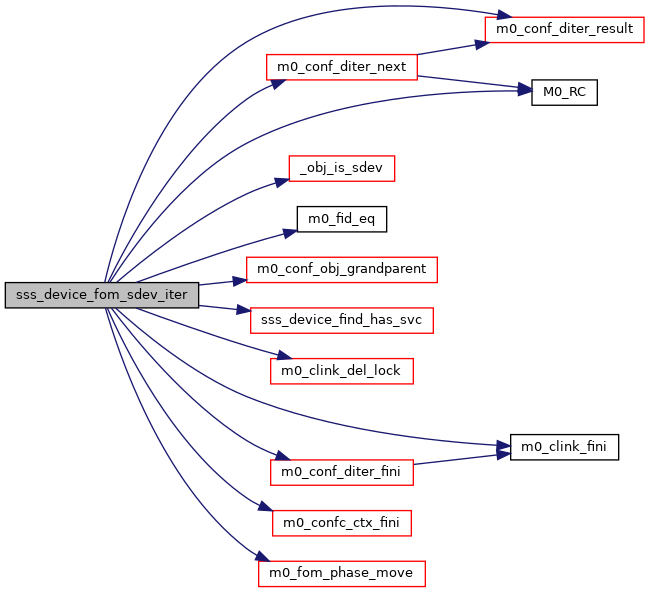 m0_conf_diter_result
m0_conf_diter_next
M0_RC
_obj_is_sdev
m0_fid_eq
m0_conf_obj_grandparent
sss_device_fom_sdev_iter
sss_device_find_has_svc
m0_clink_del_lock
m0_clink_fini
m0_conf_diter_fini
m0_confc_ctx_fini
m0_fom_phase_move